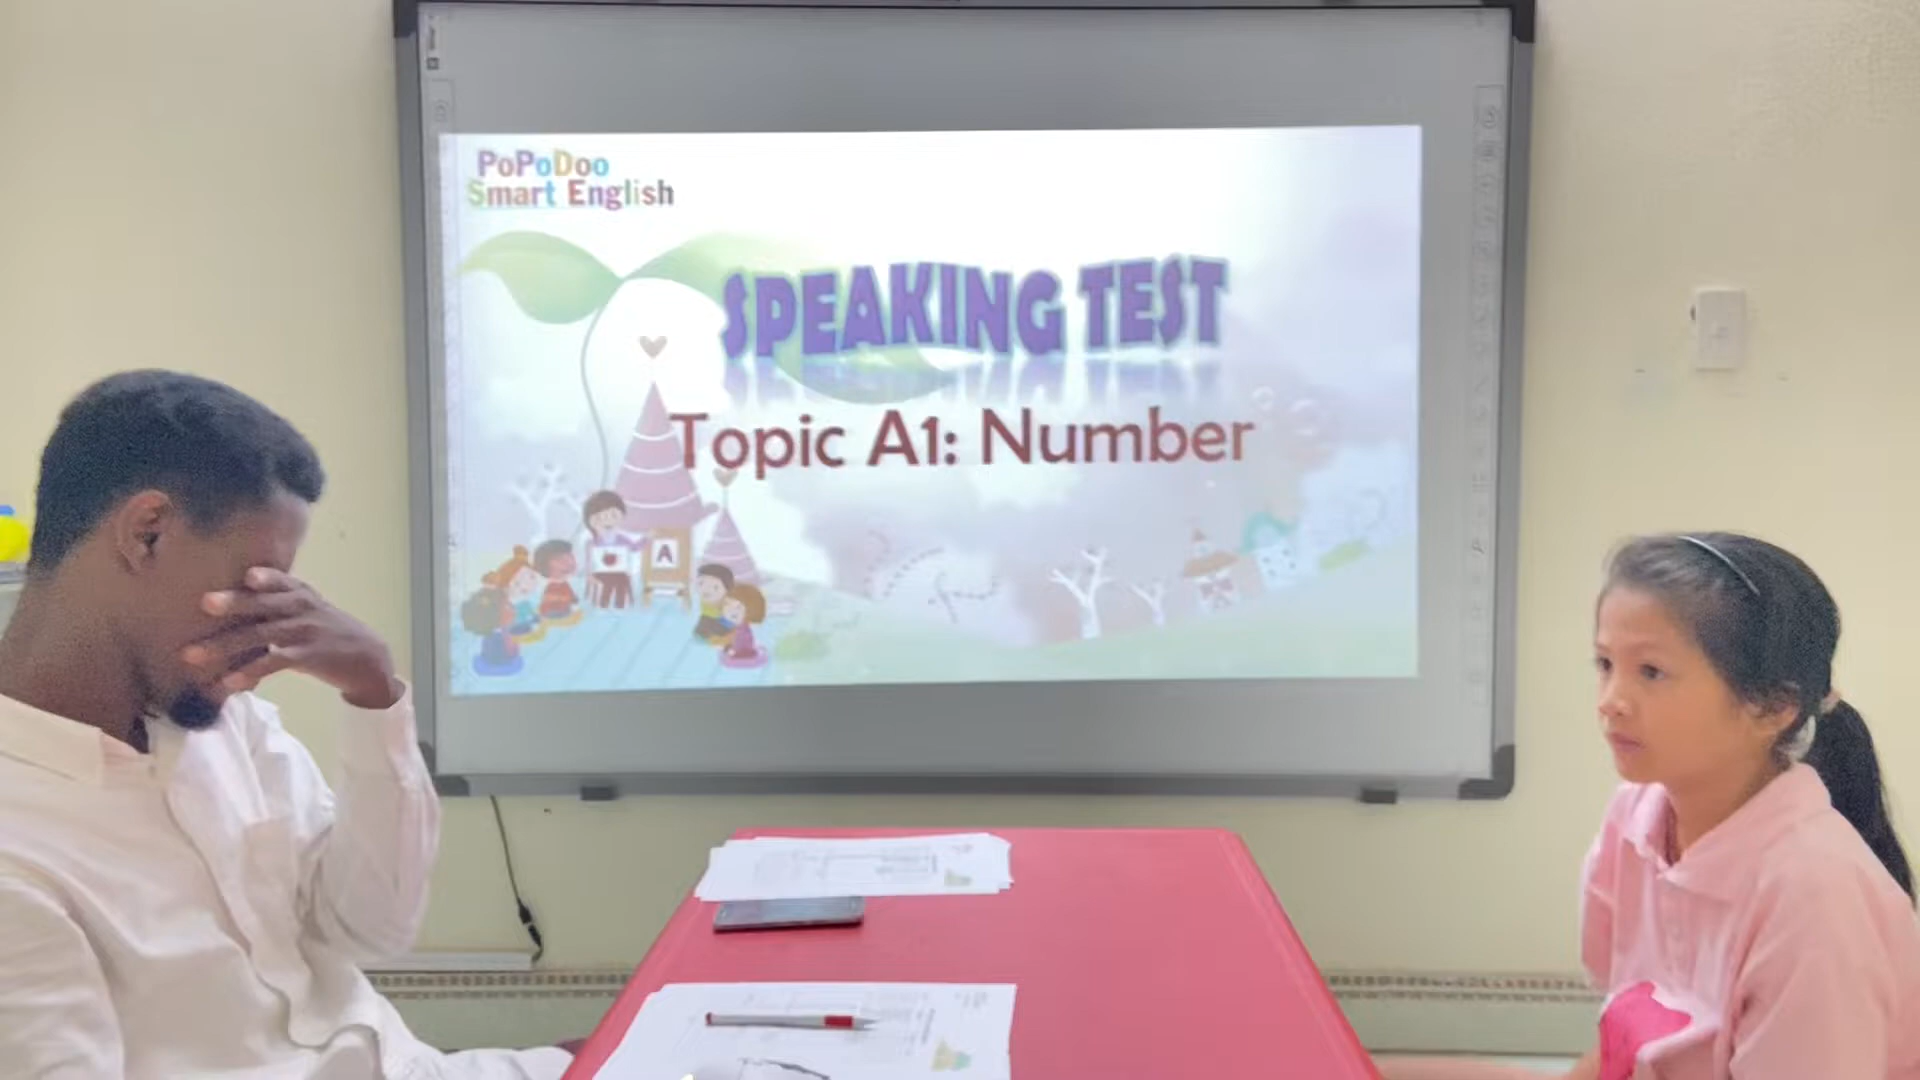 PoPoDoo
Smart English
SPEAKING TEST
Topic A1: Number
A